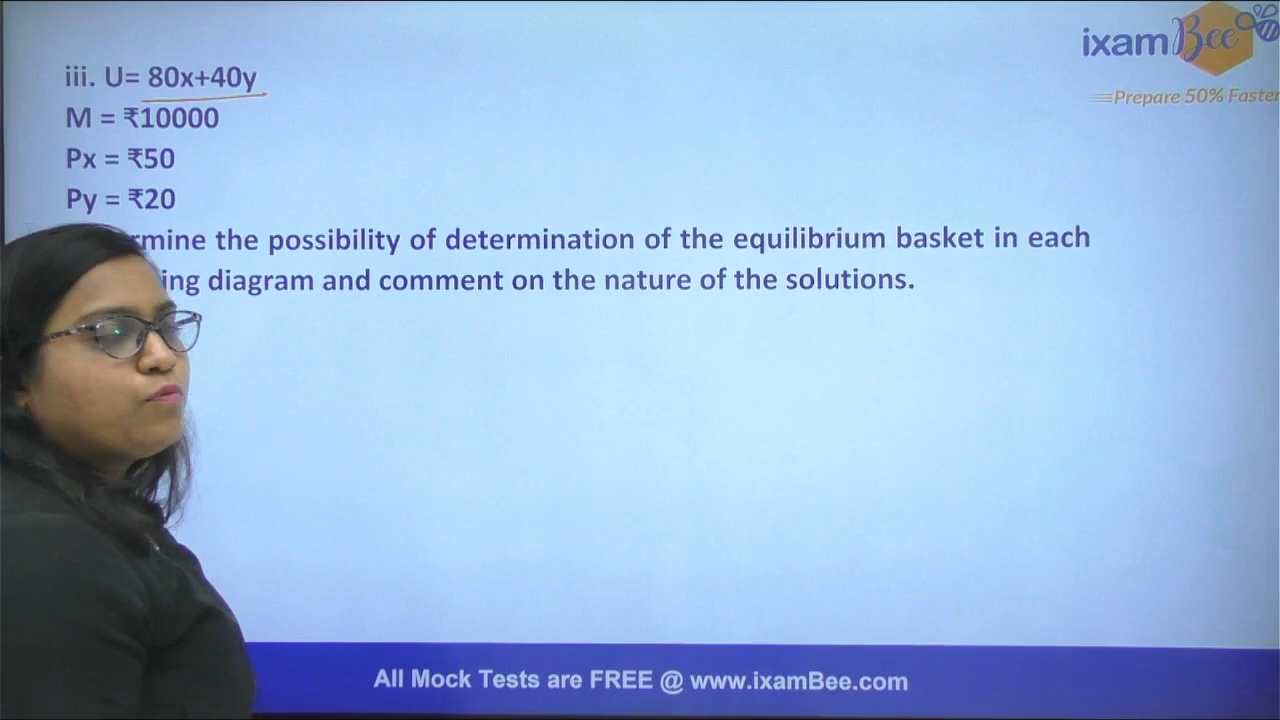 ixamBee
Prepare 50% Faster
iii. U= 80x+40y
M = ₹10000
Px = ₹50
Py = ₹20
the possibility of determination of the equilibrium basket in each
diagram and comment on the nature of the solutions.
All Mock Tests are FREE @ www.ixamBee.com